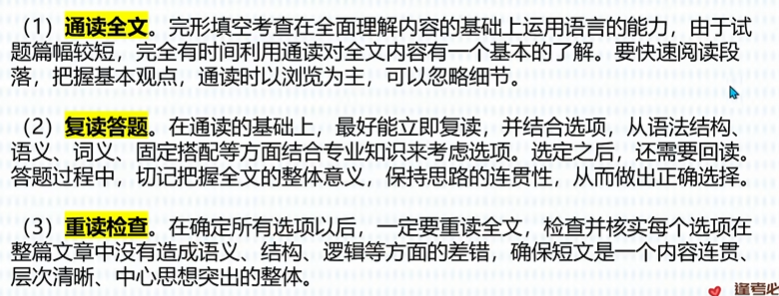 （1）通读全文。完形填空考查在全面理解内容的基础上运用语言的能力，由于试
题篇幅较短，完全有时间利用通读对全文内容有一个基本的了解。要快速阅读段
落，把握基本观点，通读时以浏览为主，可以忽略细节。
（2）复读答题。在通读的基础上，最好能立即复读，并结合选项，从语法结构、
语义、词义、固定搭配等方面结合专业知识来考虑选项。选定之后，还需要回读。
答题过程中，切记把握全文的整体意义，保持思路的连贯性，从而做出正确选择。
（3）重读检查。在确定所有选项以后，一定要重读全文，检查并核实每个选项在
整篇文章中没有造成语义、结构、逻辑等方面的差错，确保短文是一个内容连贯、
层次清晰、中心思想突出的整体。
逢考必